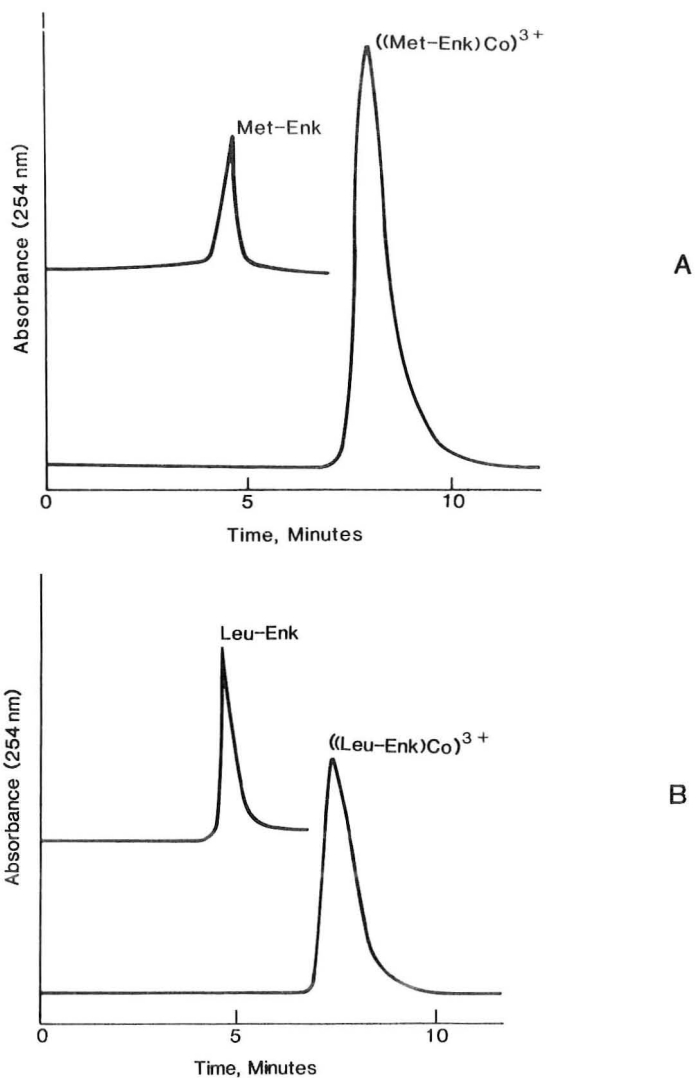 ((Met-Enk)Co)³⁺
Met-Enk
Absorbance (254 nm)
A
0 5 10
Time, Minutes
Leu-Enk
((Leu-Enk)Co)³⁺
Absorbance (254 nm)
B
0 5 10
Time, Minutes